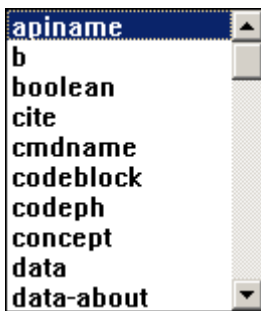 apiname
b
boolean
cite
cmdname
codeblock
codeph
concept
data
data-about